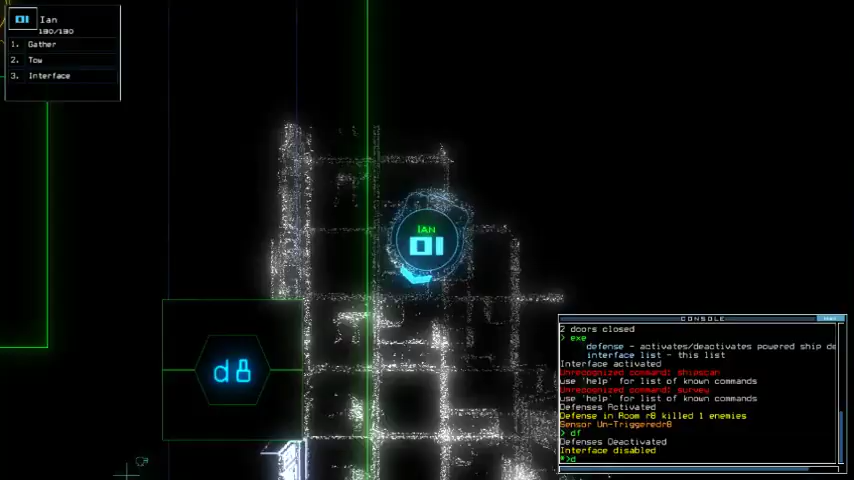 01 Ian
180/180
1. Gather
2. Tow
3. Interface
IAN
01
d
CONSOLE
2 doors closed
> exe
defense - activates/deactivates powered ship de
interface list - this list
Interface activated
Unrecognized command: shipscan
use 'help' for list of known commands
Unrecognized command: survey
use 'help' for list of known commands
Defenses Activated
Defense in Room r8 killed 1 enemies
Sensor Un-Triggeredr8
> df
Defenses Deactivated
Interface disabled
*>d